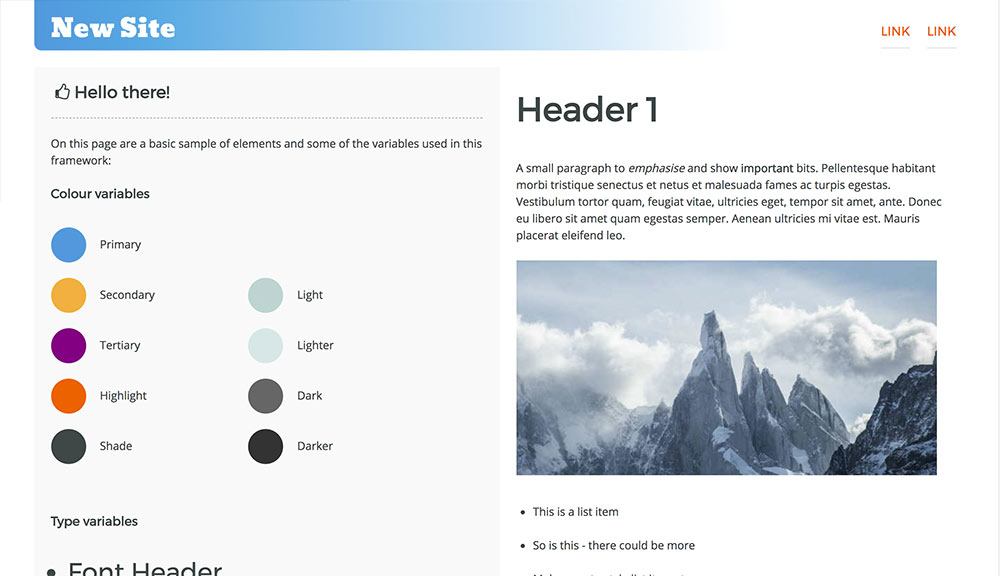 New Site
LINK LINK
Hello there!
On this page are a basic sample of elements and some of the variables used in this
framework:
Colour variables
Primary
Secondary
Light
Tertiary
Lighter
Highlight
Dark
Shade
Darker
Type variables
Font Header
Header 1
A small paragraph to emphasise and show important bits. Pellentesque habitant
morbi tristique senectus et netus et malesuada fames ac turpis egestas.
Vestibulum tortor quam, feugiat vitae, ultricies eget, tempor sit amet, ante. Donec
eu libero sit amet quam egestas semper. Aenean ultricies mi vitae est. Mauris
placerat eleifend leo.
This is a list item
So is this - there could be more